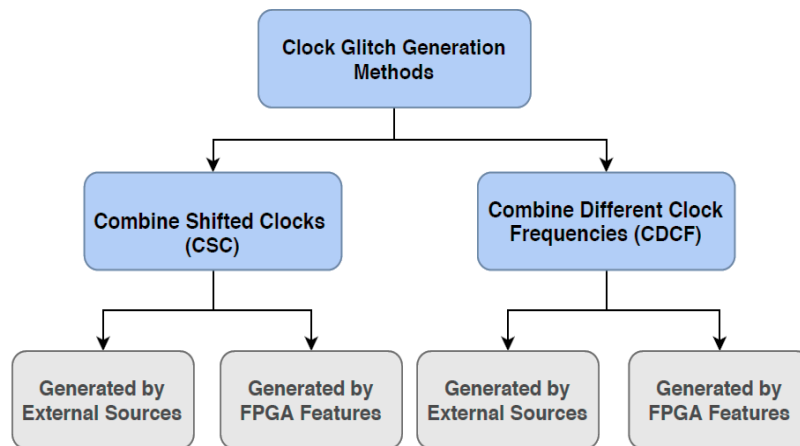 Clock Glitch Generation
Methods
Combine Shifted Clocks
(CSC)
Combine Different Clock
Frequencies (CDCF)
Generated by
External Sources
Generated by
FPGA Features
Generated by
External Sources
Generated by
FPGA Features